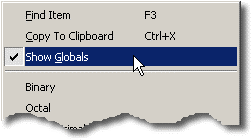 Find Item F3
Copy To Clipboard Ctrl+X
Show Globals
Binary
Octal